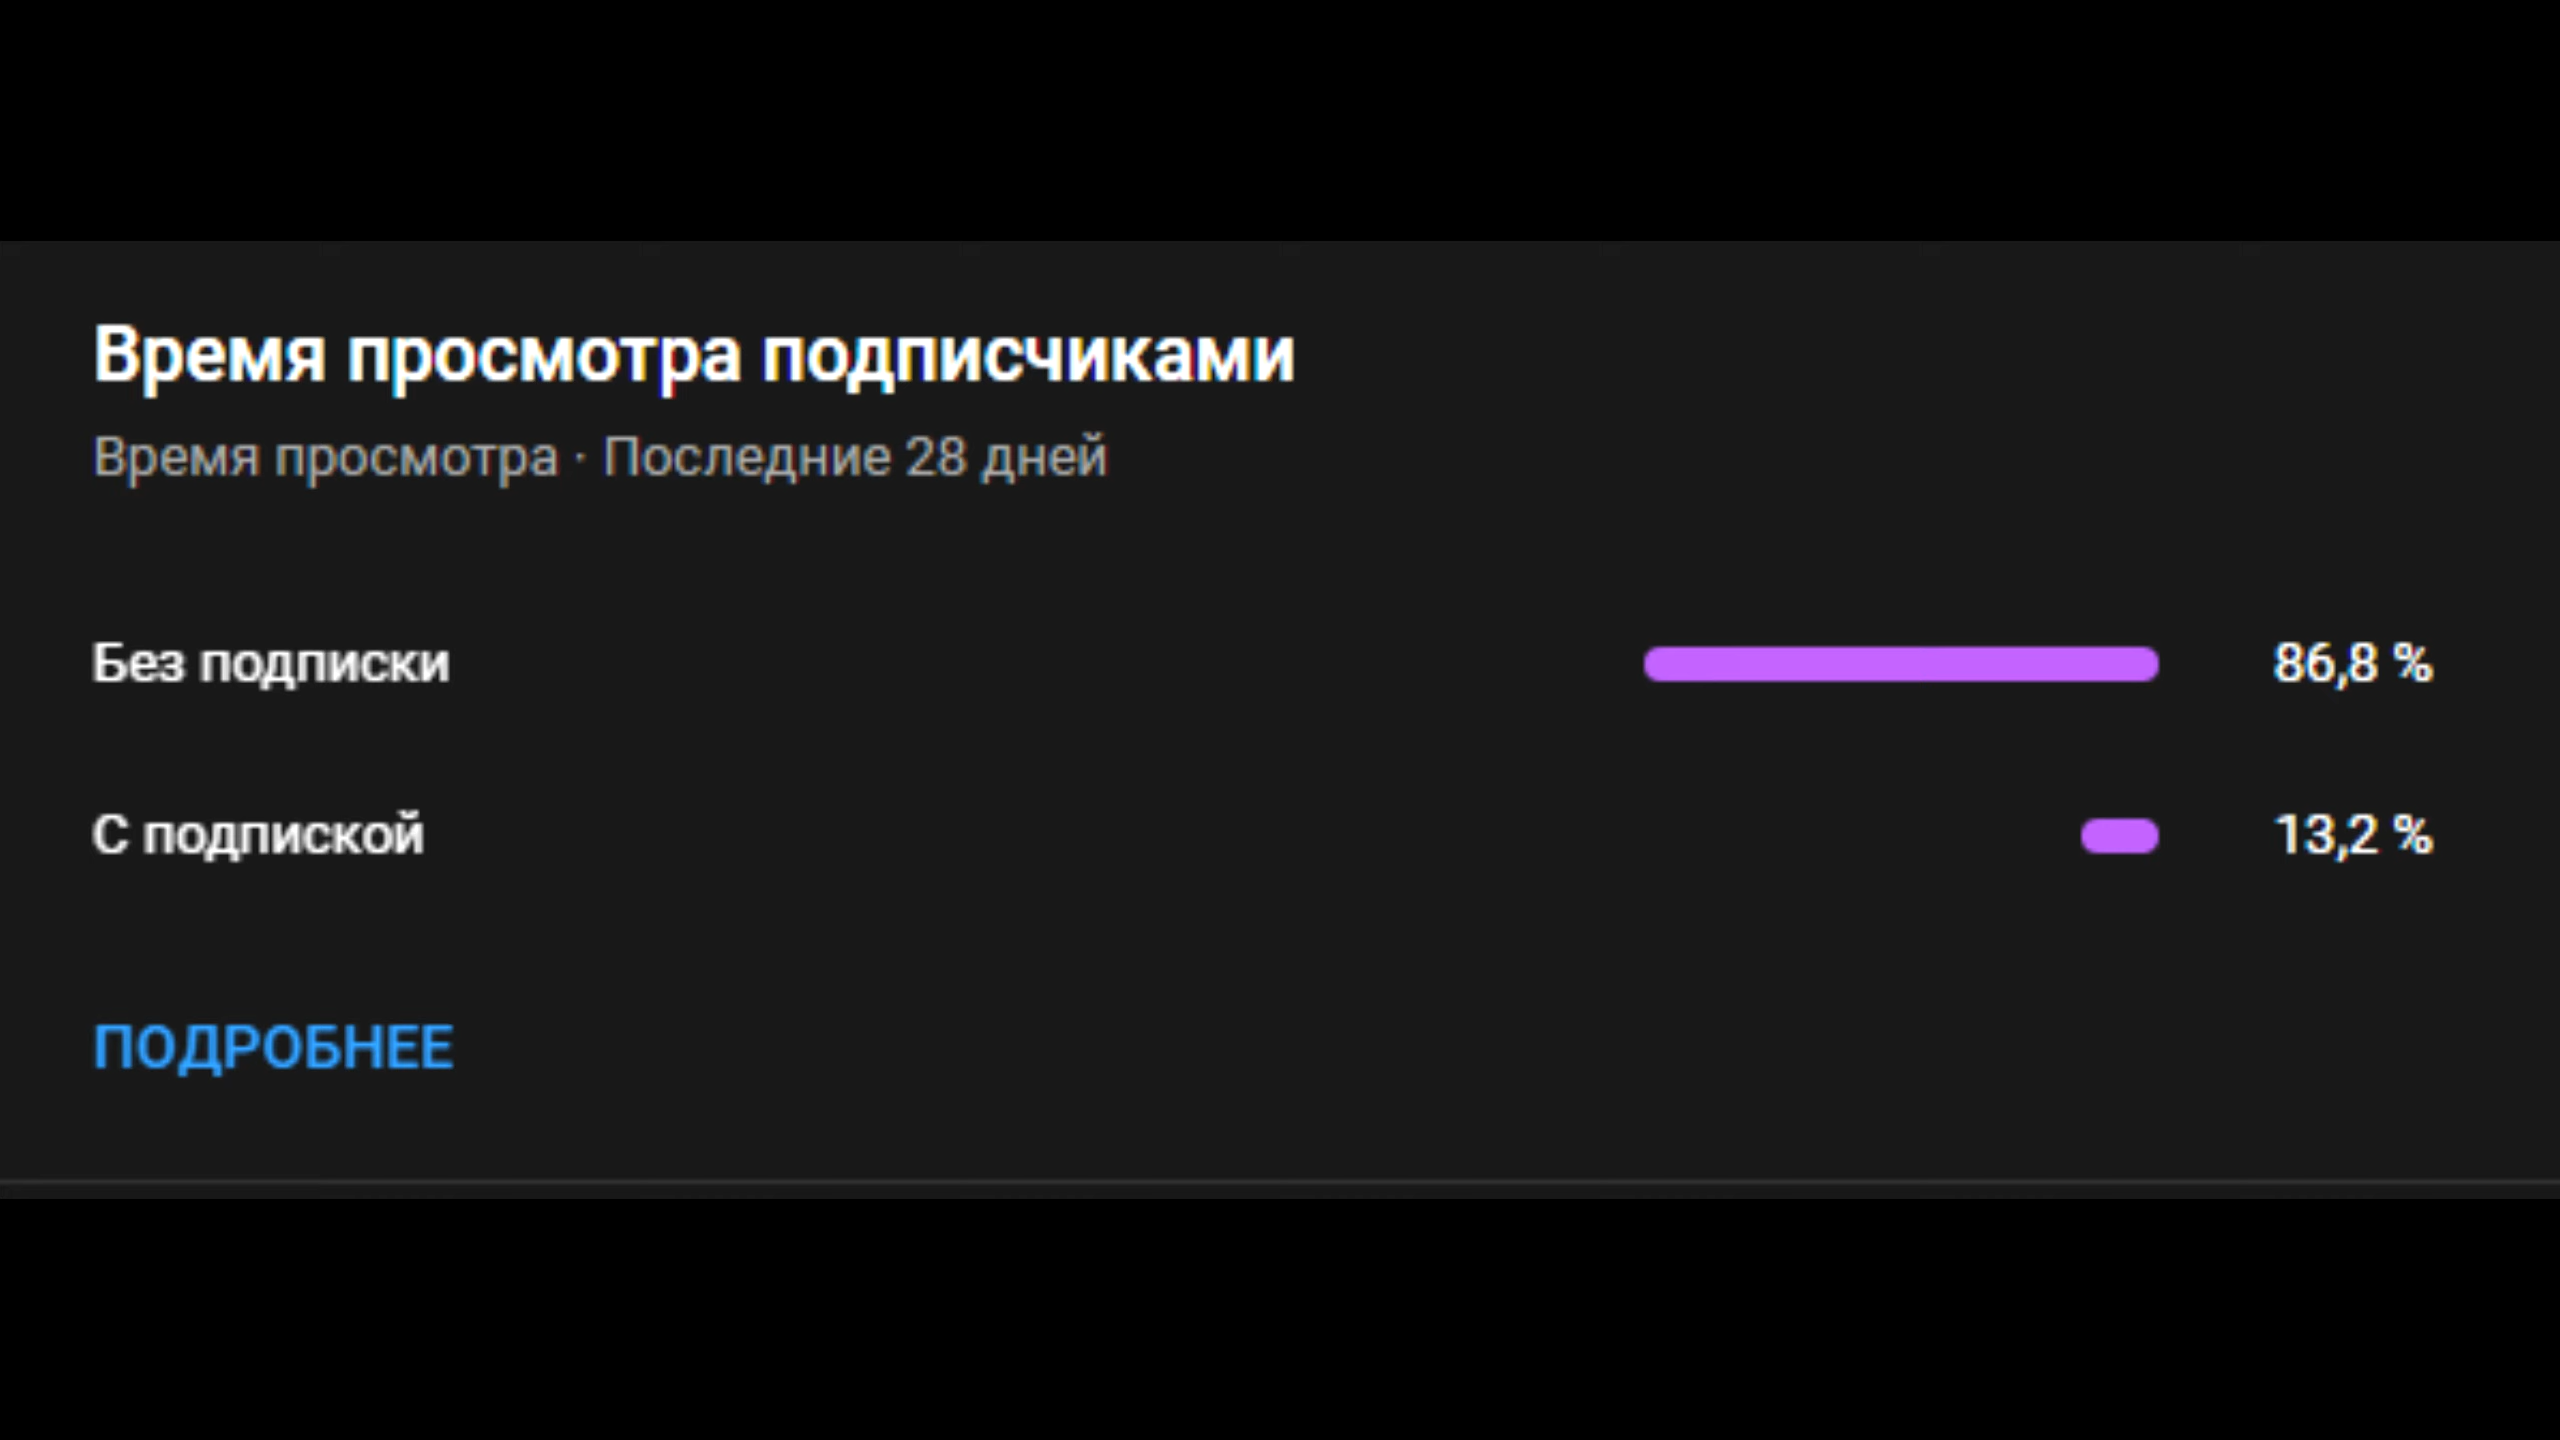 Время просмотра подписчиками
Время просмотра · Последние 28 дней
Без подписки 86,8 %
С подпиской 13,2 %
ПОДРОБНЕЕ